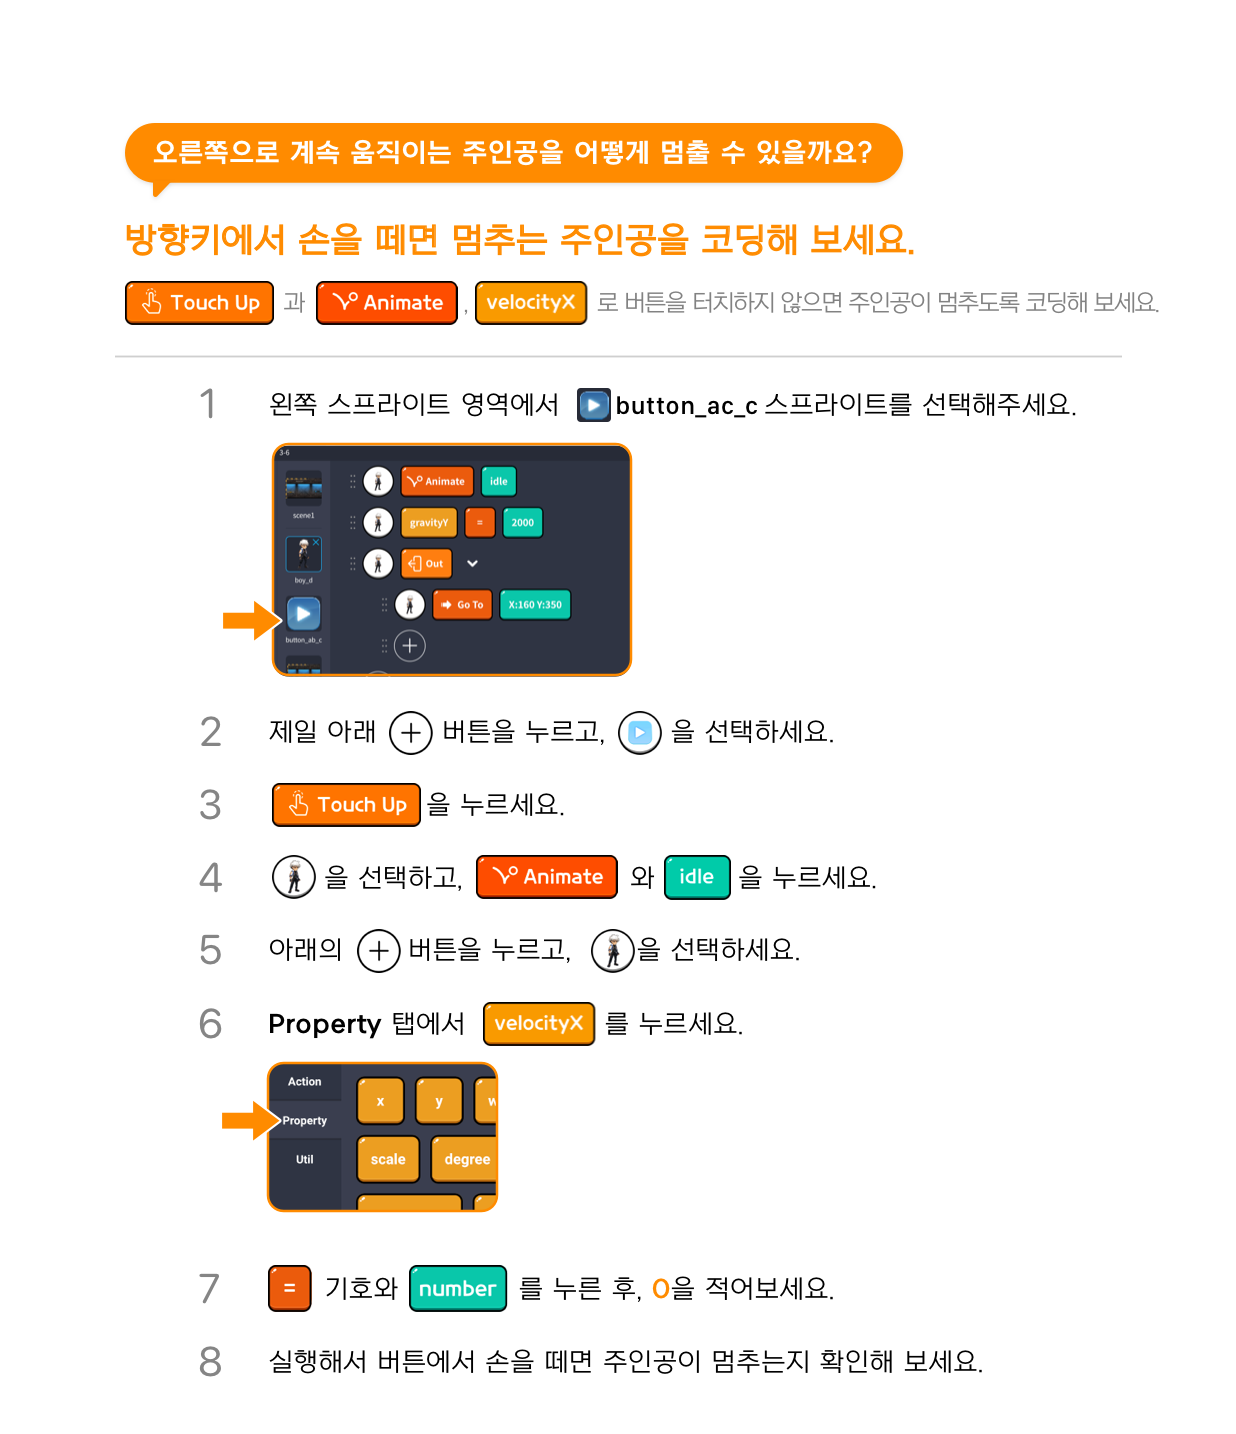 오른쪽으로 계속 움직이는 주인공을 어떻게 멈출 수 있을까요?
방향키에서 손을 떼면 멈추는 주인공을 코딩해 보세요.
Touch Up 과 Animate , velocityX 로 버튼을 터치하지 않으면 주인공이 멈추도록 코딩해 보세요.
1 왼쪽 스프라이트 영역에서 button_ac_c 스프라이트를 선택해주세요.
3-6
Animate idle
scene1
gravityY = 2000
Out
boy_d
Go To X:160 Y:350
button_ab_c
2 제일 아래 + 버튼을 누르고, 을 선택하세요.
3 Touch Up 을 누르세요.
4 을 선택하고, Animate 와 idle 을 누르세요.
5 아래의 + 버튼을 누르고, 을 선택하세요.
6 Property 탭에서 velocityX 를 누르세요.
Action
x y w
Property
Util
scale degree
7 = 기호와 number 를 누른 후, 0을 적어보세요.
8 실행해서 버튼에서 손을 떼면 주인공이 멈추는지 확인해 보세요.